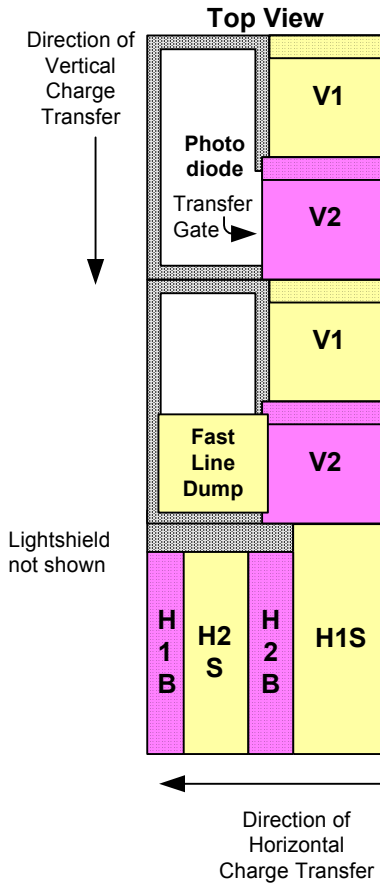 Top View
Direction of
Vertical
Charge
Transfer
V1
Photo
diode
Transfer
Gate
V2
V1
Fast
Line
Dump
V2
Lightshield
not shown
H
1
B
H2
S
H
2
B
H1S
Direction of
Horizontal
Charge Transfer